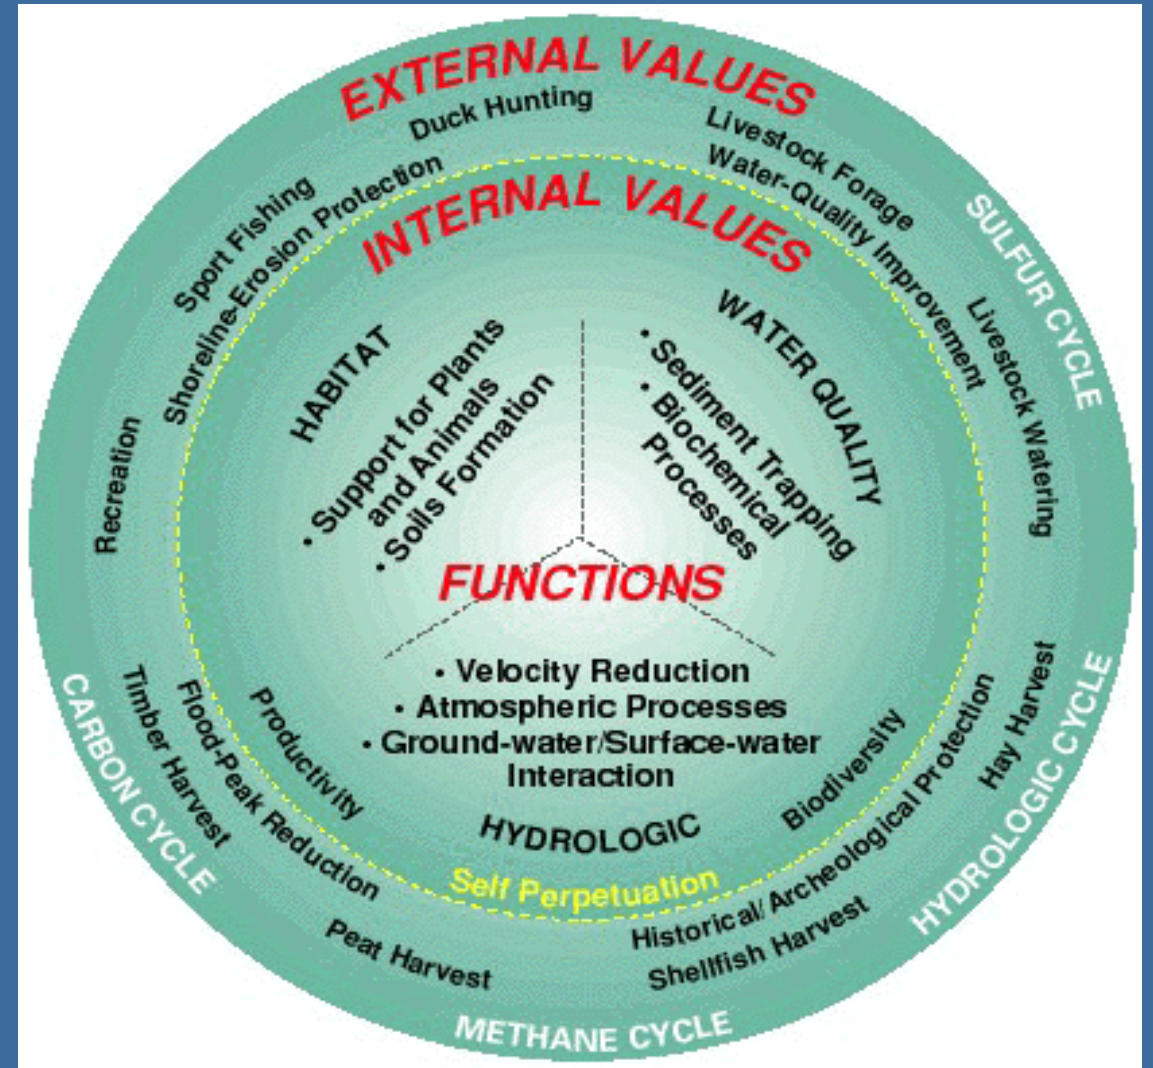 EXTERNAL VALUES
Duck Hunting
Livestock Forage
Water-Quality Improvement
Sport Fishing
Shoreline-Erosion Protection
SULFUR CYCLE
Livestock Watering
Recreation
INTERNAL VALUES
HABITAT
• Support for Plants
and Animals
• Soils Formation
WATER QUALITY
• Sediment Trapping
• Biochemical
Processes
FUNCTIONS
• Velocity Reduction
• Atmospheric Processes
• Ground-water/Surface-water
Interaction
HYDROLOGIC
Productivity
Biodiversity
Self Perpetuation
CARBON CYCLE
Timber Harvest
Flood-Peak Reduction
Peat Harvest
Historical/Archeological Protection
Shellfish Harvest
Hay Harvest
HYDROLOGIC CYCLE
METHANE CYCLE